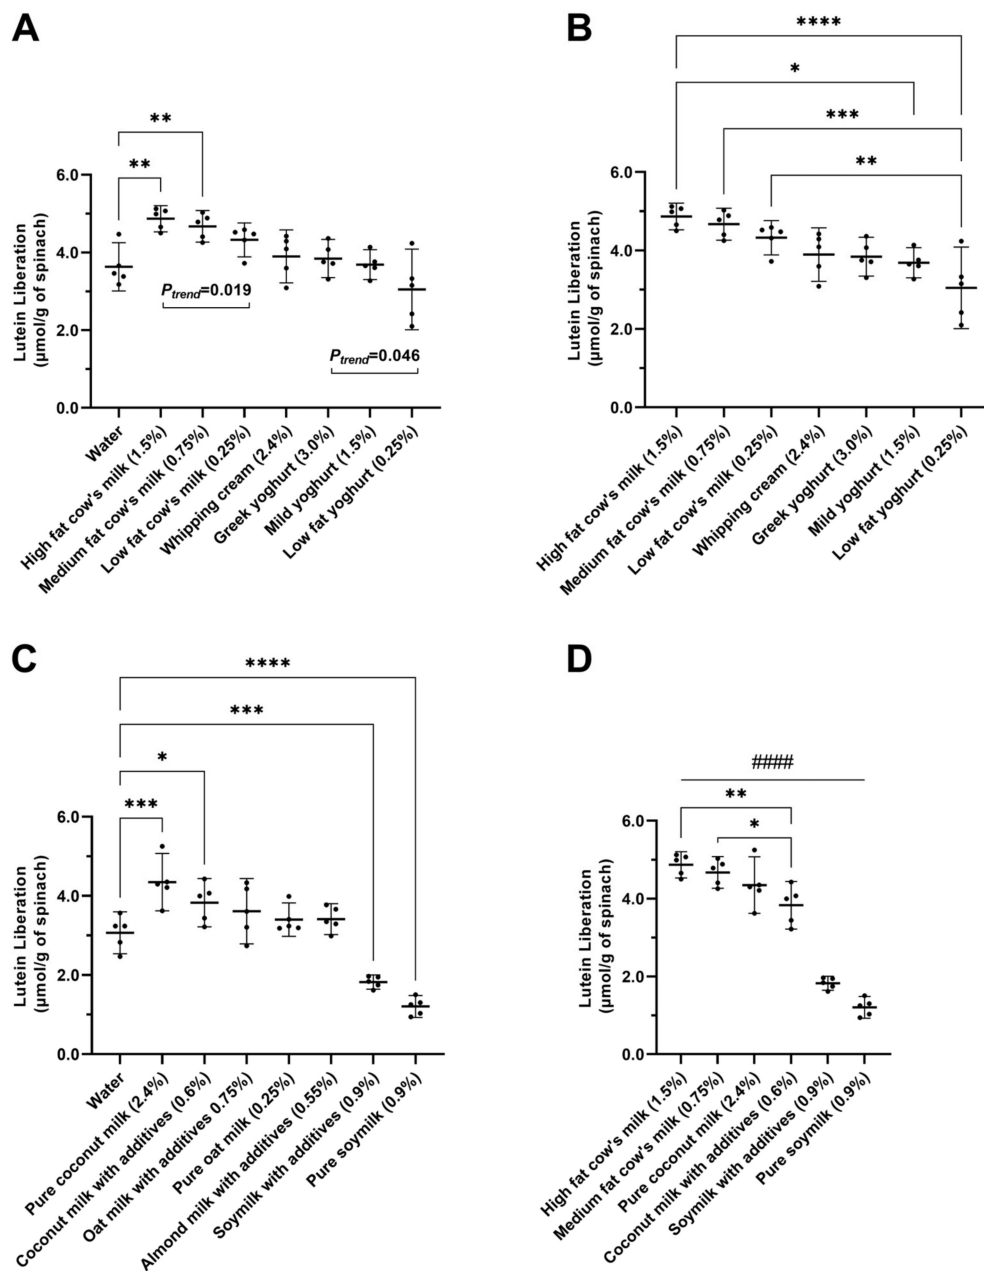 A
**
**
6.0
4.0
2.0
0.0
Lutein Liberation
(µmol/g of spinach)
Ptrend=0.019
Ptrend=0.046
Water
High fat cow's milk (1.5%)
Medium fat cow's milk (0.75%)
Low fat cow's milk (0.25%)
Whipping cream (2.4%)
Greek yoghurt (3.0%)
Mild yoghurt (1.5%)
Low fat yoghurt (0.25%)
B
****
*
***
**
6.0
4.0
2.0
0.0
Lutein Liberation
(µmol/g of spinach)
High fat cow's milk (1.5%)
Medium fat cow's milk (0.75%)
Low fat cow's milk (0.25%)
Whipping cream (2.4%)
Greek yoghurt (3.0%)
Mild yoghurt (1.5%)
Low fat yoghurt (0.25%)
C
****
***
*
***
6.0
4.0
2.0
0.0
Lutein Liberation
(µmol/g of spinach)
Water
Pure coconut milk (2.4%)
Coconut milk with additives (0.6%)
Oat milk with additives 0.75%)
Pure oat milk (0.25%)
Almond milk with additives (0.55%)
Soymilk with additives (0.9%)
Pure soymilk (0.9%)
D
####
**
*
6.0
4.0
2.0
0.0
Lutein Liberation
(µmol/g of spinach)
High fat cow's milk (1.5%)
Medium fat cow's milk (0.75%)
Pure coconut milk (2.4%)
Coconut milk with additives (0.6%)
Soymilk with additives (0.9%)
Pure soymilk (0.9%)